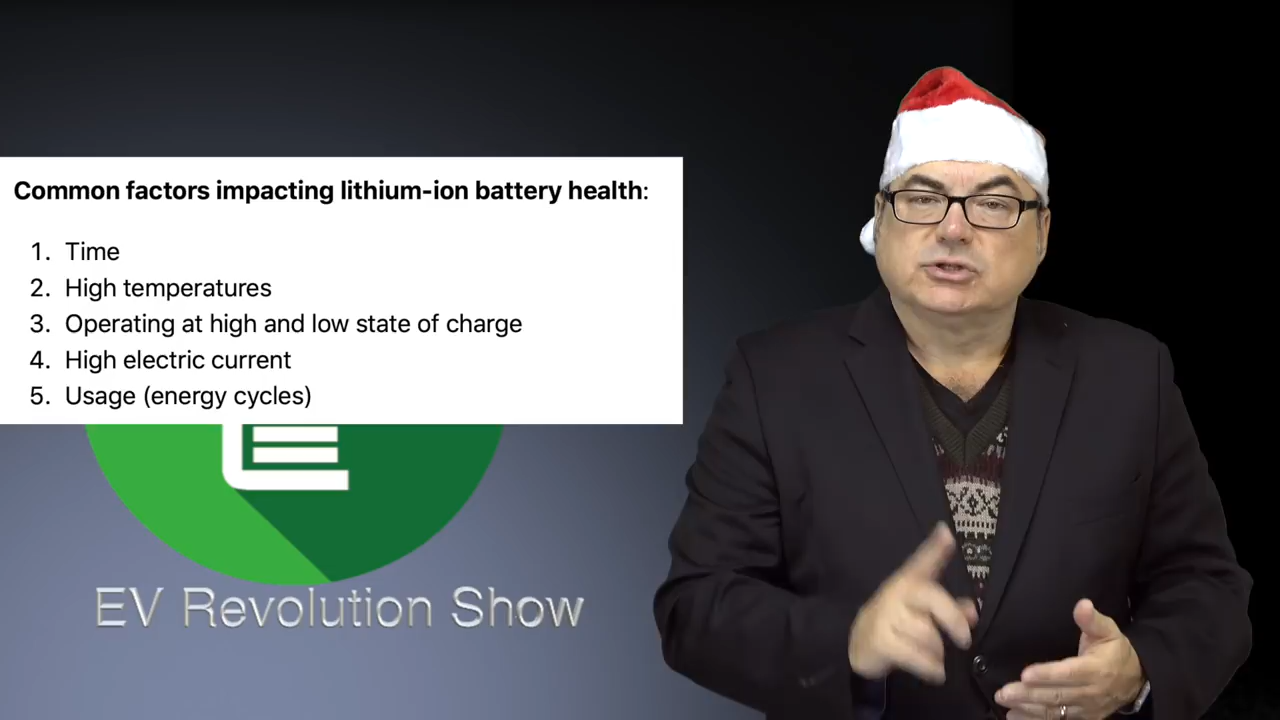 Common factors impacting lithium-ion battery health:
1. Time
2. High temperatures
3. Operating at high and low state of charge
4. High electric current
5. Usage (energy cycles)
EV Revolution Show